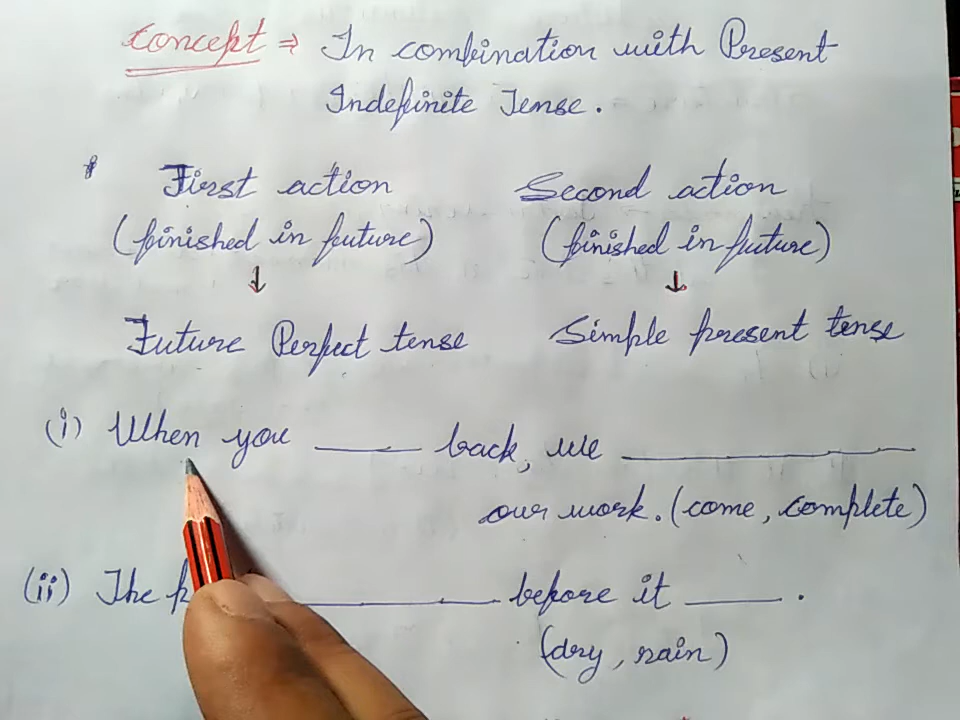 Concept ⇒ In combination with Present
Indefinite Tense.
First action Second action
(finished in future) (finished in future)
↓ ↓
Future Perfect tense Simple present tense
(i) When you ____ back, we ____________
our work. (come, complete)
(ii) The __________ before it ____ .
(dry, rain)